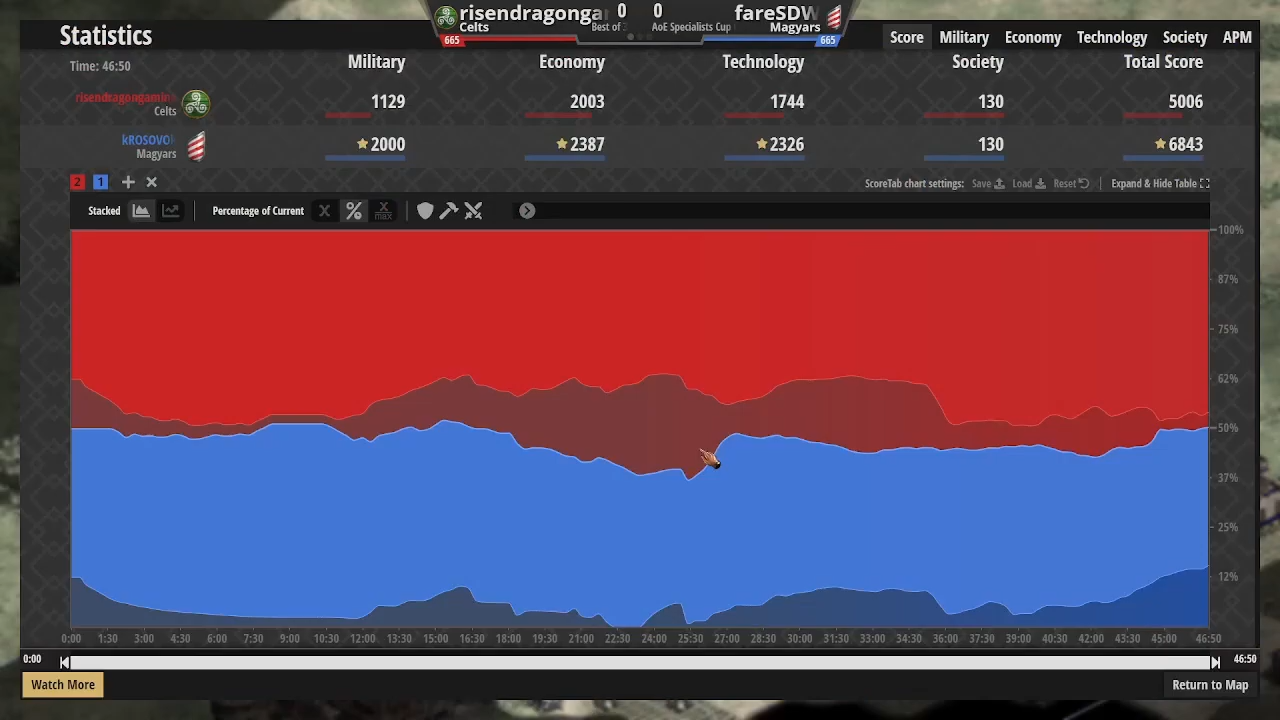 risendragonga 0 0 fareSDW
Celts Best of AoE Specialists Cup Magyars
665 665
Statistics Score Military Economy Technology Society APM
Time: 46:50 Military Economy Technology Society Total Score
risendragongamin 1129 2003 1744 130 5006
Celts
kROSOVO 2000 2387 2326 130 6843
Magyars
2 1 ScoreTab chart settings: Save Load Reset Expand & Hide Table
Stacked Percentage of Current X % X max
100%
87%
75%
62%
50%
37%
25%
12%
0:00 1:30 3:00 4:30 6:00 7:30 9:00 10:30 12:00 13:30 15:00 16:30 18:00 19:30 21:00 22:30 24:00 25:30 27:00 28:30 30:00 31:30 33:00 34:30 36:00 37:30 39:00 40:30 42:00 43:30 45:00 46:50
0:00 46:50
Watch More Return to Map